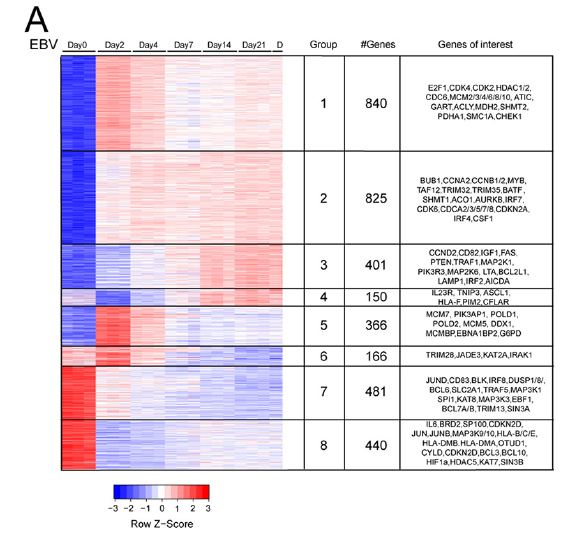 A
EBV Day0 Day2 Day4 Day7 Day14 Day21 D Group #Genes Genes of interest
1 840
E2F1,CDK4,CDK2,HDAC1/2,
CDC6,MCM2/3/4/6/8/10, ATIC,
GART,ACLY,MDH2,SHMT2,
PDHA1,SMC1A,CHEK1
2 825
BUB1,CCNA2,CCNB1/2,MYB,
TAF12,TRIM32,TRIM35,BATF,
SHMT1,ACO1,AURKB,IRF7,
CDK6,CDCA2/3/5/7/8,CDKN2A,
IRF4,CSF1
3 401
CCND2,CD82,IGF1,FAS,
PTEN,TRAF1,MAP2K1,
PIK3R3,MAP2K6, LTA,BCL2L1,
LAMP1,IRF2,AICDA
4 150
IL23R, TNIP3, ASCL1,
HLA-F,PIM2,CFLAR
5 366
MCM7, PIK3AP1, POLD1,
POLD2, MCM5, DDX1,
MCMBP,EBNA1BP2,G6PD
6 166
TRIM28,JADE3,KAT2A,IRAK1
7 481
JUND,CD83,BLK,IRF8,DUSP1/8/,
BCL6,SLC2A1,TRAF5,MAP3K1
SPI1,KAT8,MAP3K3,EBF1,
BCL7A/B,TRIM13,SIN3A
8 440
IL6,BRD2,SP100,CDKN2D,
JUN,JUNB,MAP3K9/10,HLA-B/C/E,
HLA-DMB,HLA-DMA,OTUD1,
CYLD,CDKN2D,BCL3,BCL10,
HIF1a,HDAC5,KAT7,SIN3B
−3 −2 −1 0 1 2 3
Row Z−Score